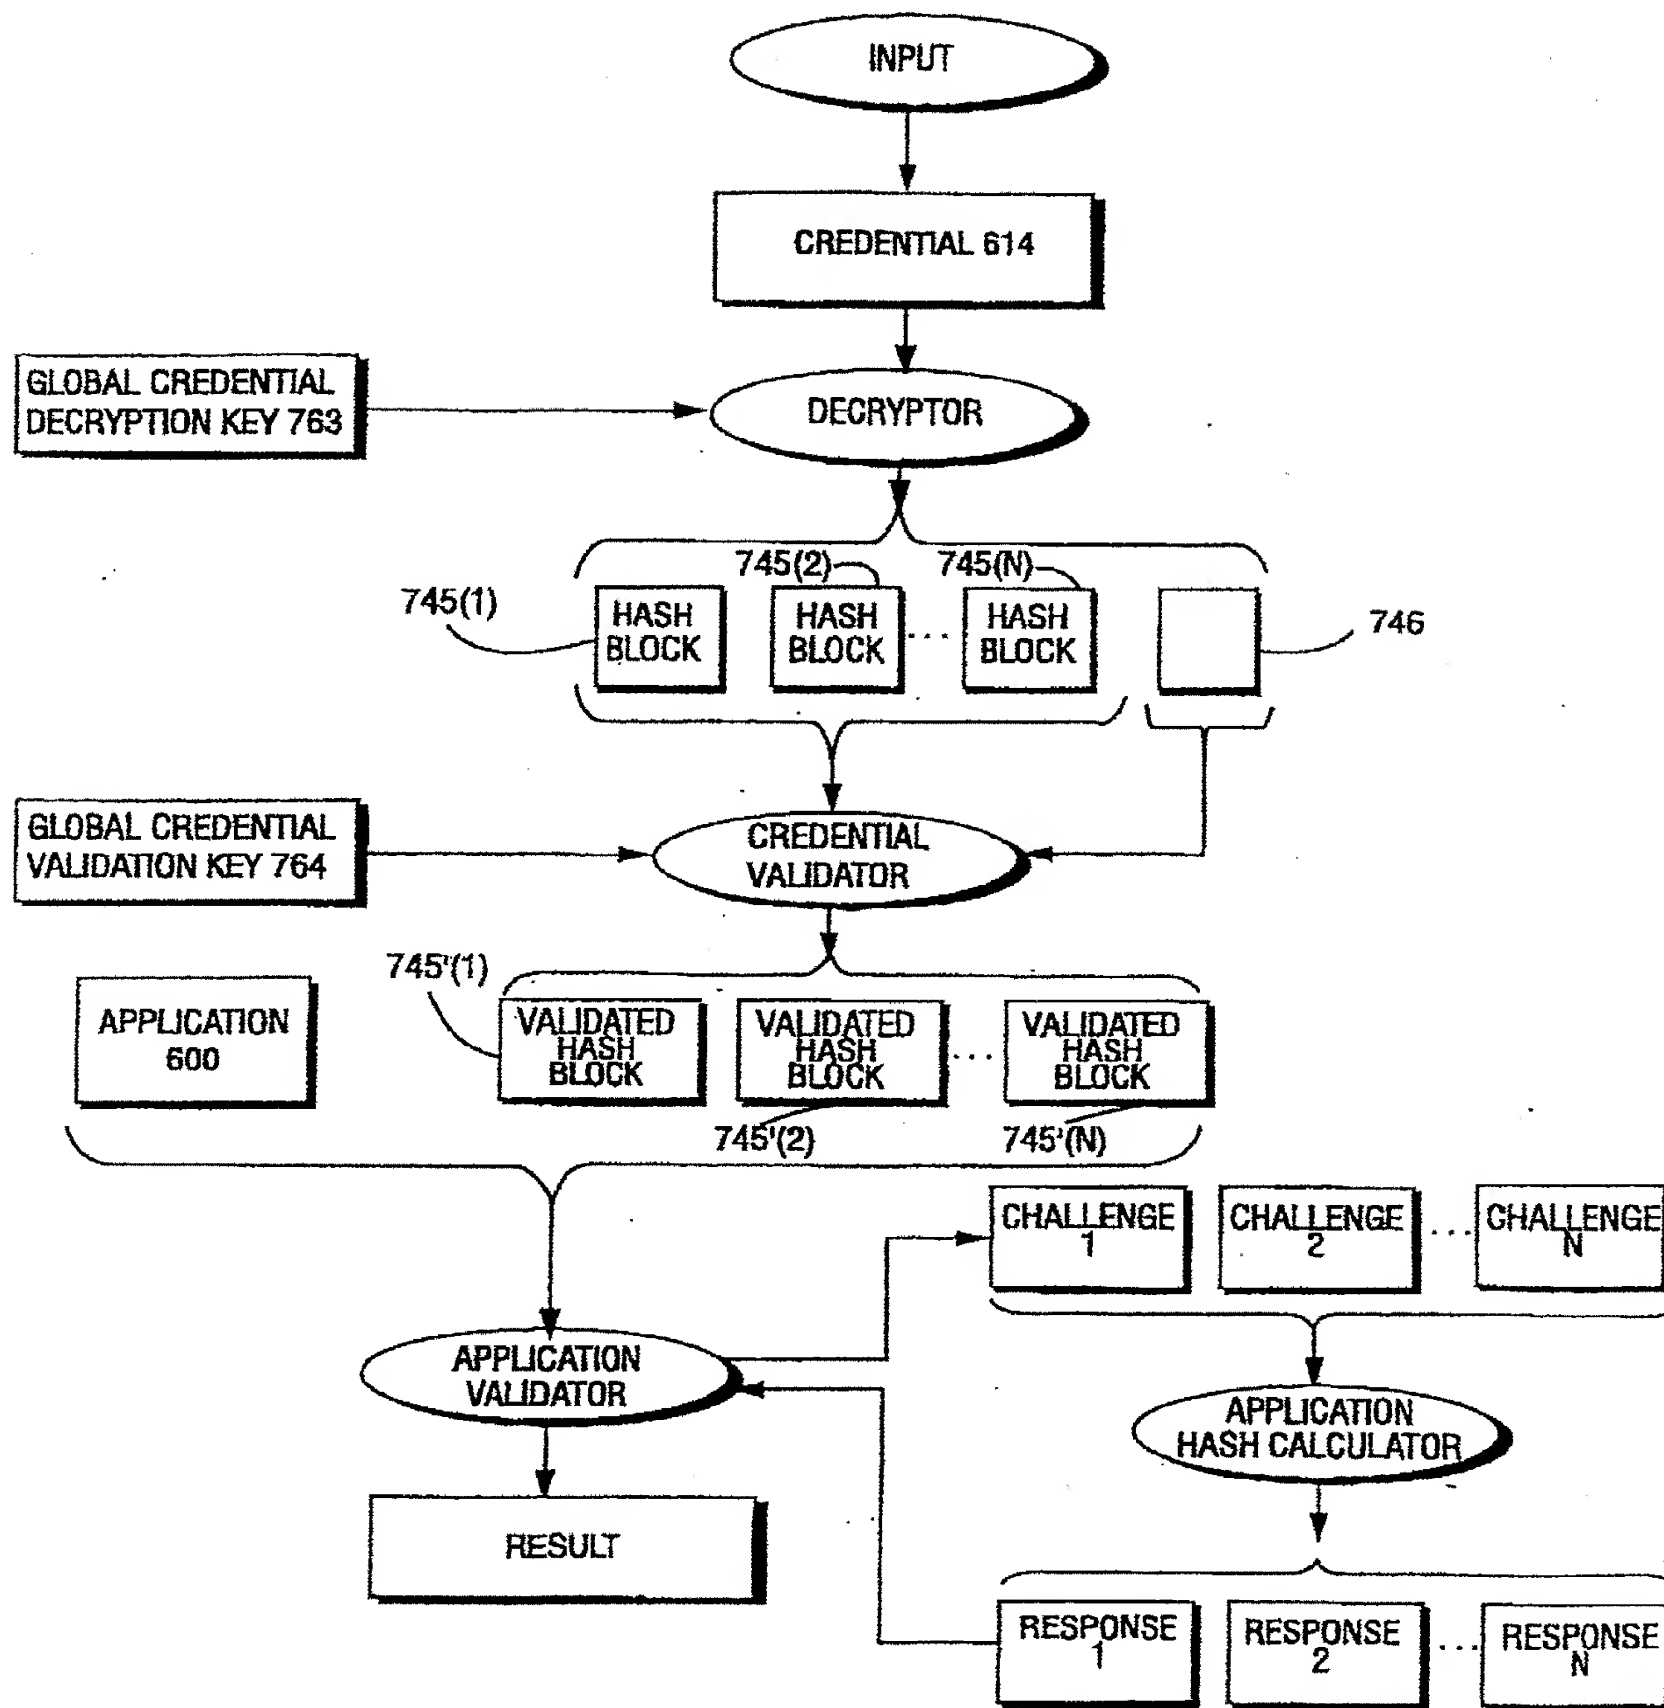 INPUT
CREDENTIAL 614
GLOBAL CREDENTIAL
DECRYPTION KEY 763
DECRYPTOR
745(1)
745(2)
745(N)
HASH
BLOCK
HASH
BLOCK
...
HASH
BLOCK
746
GLOBAL CREDENTIAL
VALIDATION KEY 764
CREDENTIAL
VALIDATOR
APPLICATION
600
745'(1)
VALIDATED
HASH
BLOCK
VALIDATED
HASH
BLOCK
...
VALIDATED
HASH
BLOCK
745'(2)
745'(N)
CHALLENGE
1
CHALLENGE
2
...
CHALLENGE
N
APPLICATION
VALIDATOR
APPLICATION
HASH CALCULATOR
RESULT
RESPONSE
1
RESPONSE
2
...
RESPONSE
N